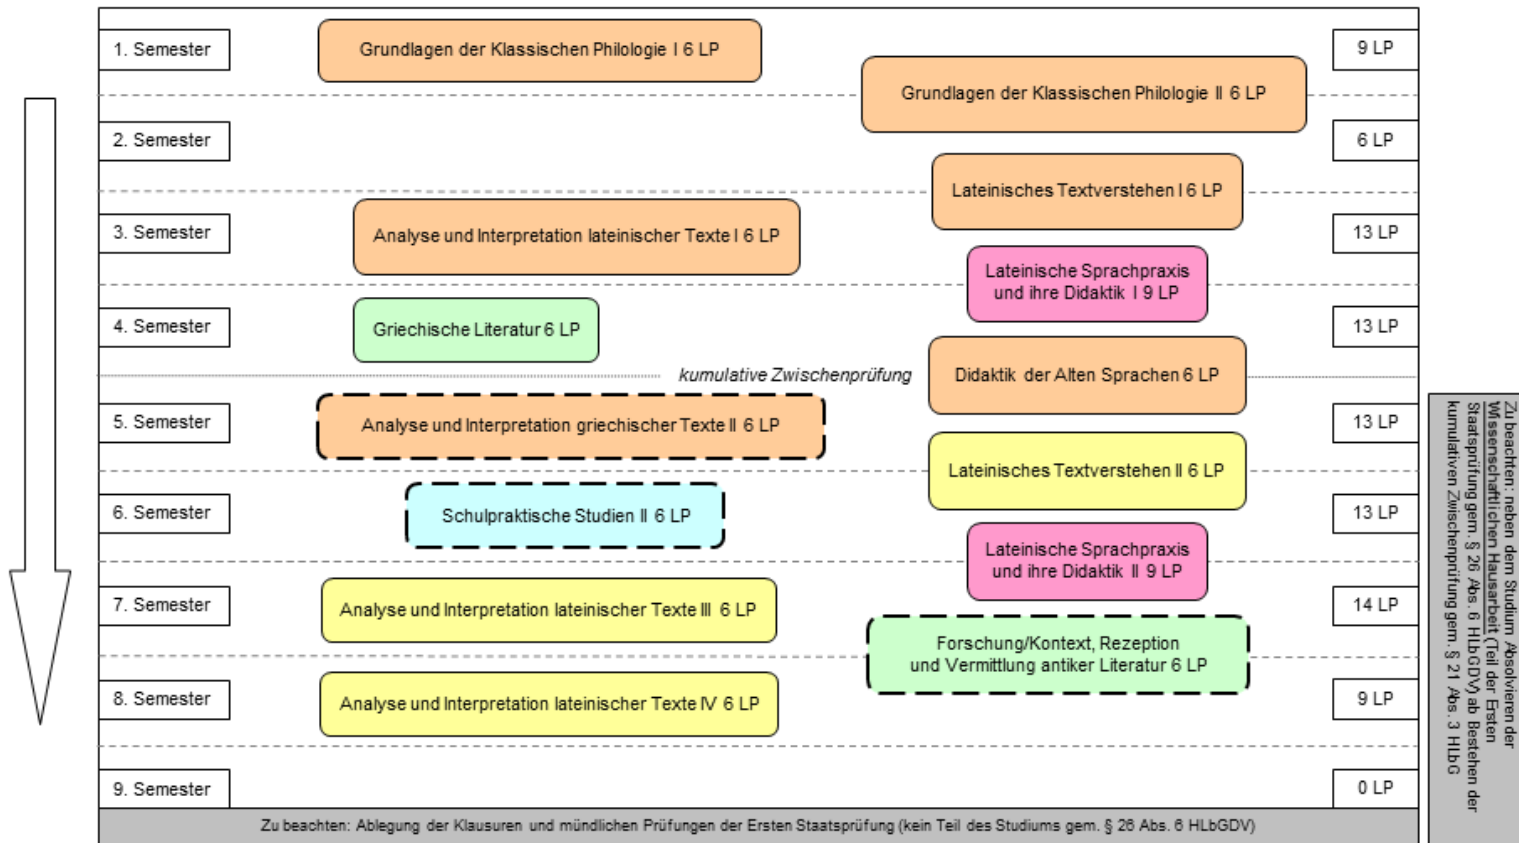 1. Semester
Grundlagen der Klassischen Philologie I 6 LP
9 LP
Grundlagen der Klassischen Philologie II 6 LP
2. Semester
6 LP
Lateinisches Textverstehen I 6 LP
3. Semester
Analyse und Interpretation lateinischer Texte I 6 LP
13 LP
Lateinische Sprachpraxis
und ihre Didaktik I 9 LP
4. Semester
Griechische Literatur 6 LP
13 LP
kumulative Zwischenprüfung
Didaktik der Alten Sprachen 6 LP
5. Semester
Analyse und Interpretation griechischer Texte II 6 LP
13 LP
Lateinisches Textverstehen II 6 LP
6. Semester
Schulpraktische Studien II 6 LP
13 LP
Lateinische Sprachpraxis
und ihre Didaktik II 9 LP
7. Semester
Analyse und Interpretation lateinischer Texte III 6 LP
14 LP
Forschung/Kontext, Rezeption
und Vermittlung antiker Literatur 6 LP
8. Semester
Analyse und Interpretation lateinischer Texte IV 6 LP
9 LP
9. Semester
0 LP
Zu beachten: Ablegung der Klausuren und mündlichen Prüfungen der Ersten Staatsprüfung (kein Teil des Studiums gem. § 26 Abs. 6 HLbGDV)
Zu beachten: neben dem Studium Absolvieren der
Wissenschaftlichen Hausarbeit (Teil der Ersten
Staatsprüfung gem. § 26 Abs. 6 HLbGDV) ab Bestehen der
kumulativen Zwischenprüfung gem. § 21 Abs. 3 HLbG